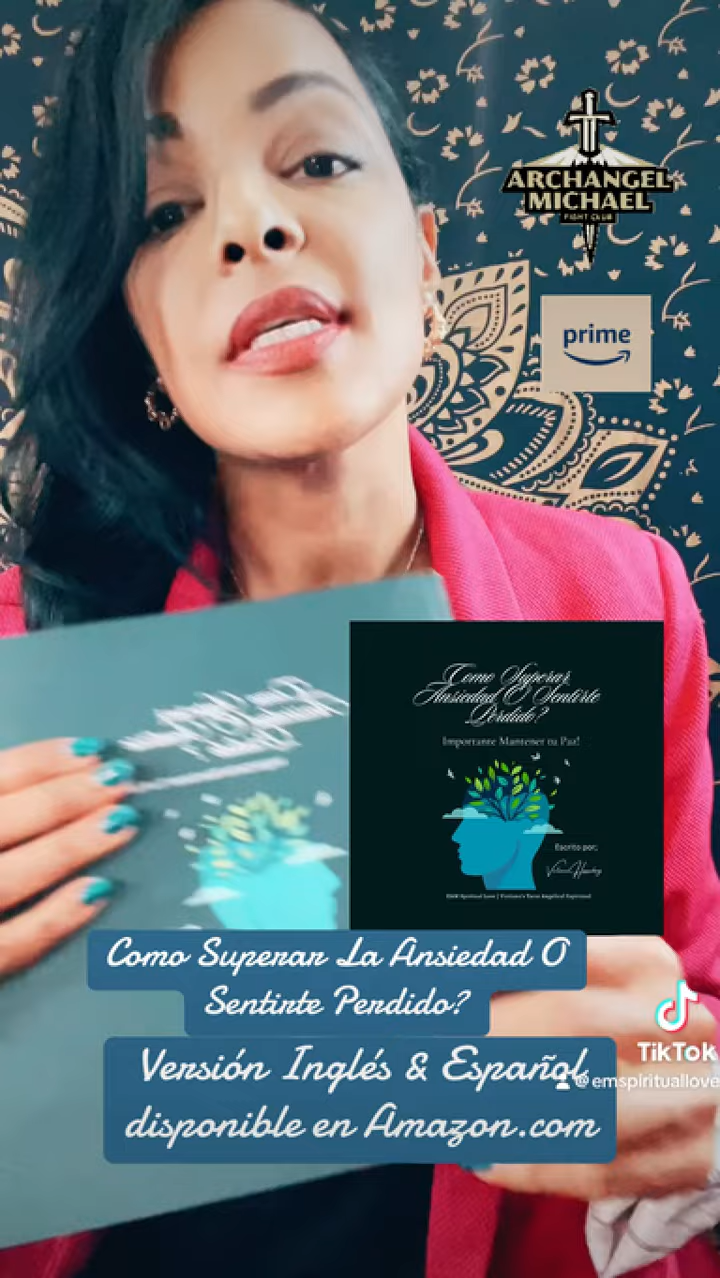 ARCHANGEL
MICHAEL
FIGHT CLUB
prime
Como Superar
Ansiedad O Sentirte
Perdido?
Importante Mantener tu Paz!
Escrito por;
Como Superar La Ansiedad O
Sentirte Perdido?
Versión Inglés & Español
disponible en Amazon.com
TikTok
@emspirituallove